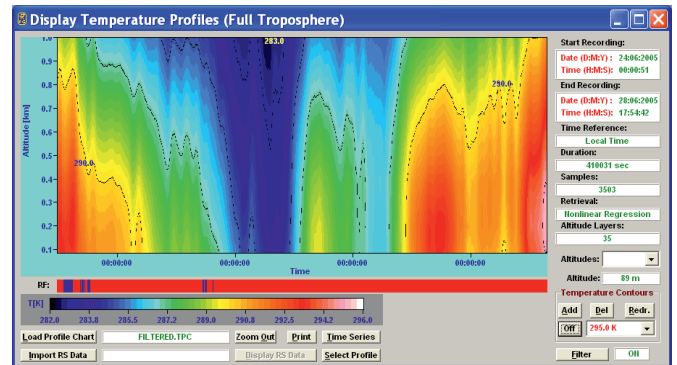 Display Temperature Profiles (Full Troposphere)
1.0
0.9
0.8
0.7
0.6
0.5
0.4
0.3
0.2
0.1
Altitude [km]
283.0
290.0
290.0
00:00:00 00:00:00 00:00:00 00:00:00
Time
RF:
T[K]
282.0 283.8 285.5 287.2 289.0 290.8 292.5 294.2 296.0
Load Profile Chart FILTERED.TPC Zoom Out Print Time Series
Import RS Data Display RS Data Select Profile
Start Recording:
Date (D:M:Y) : 24:06:2005
Time (H:M:S): 00:00:51
End Recording:
Date (D:M:Y) : 28:06:2005
Time (H:M:S): 17:54:42
Time Reference:
Local Time
Duration:
410031 sec
Samples:
3503
Retrieval:
Nonlinear Regression
Altitude Layers:
35
Altitudes:
Altitude: 89 m
Temperature Contours
Add Del Redr.
Off 295.0 K
Filter ON